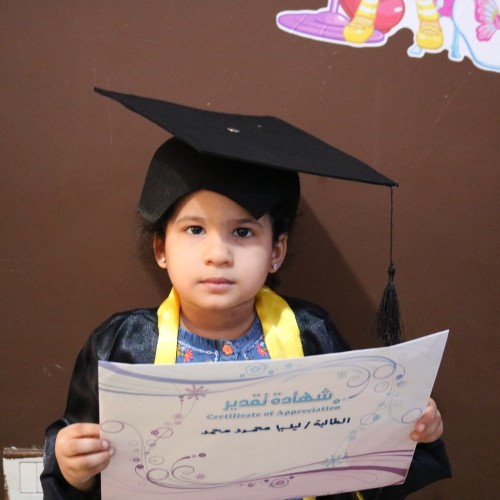 شهادة تقدير
Certificate of Appreciation
الطالبة / ليليا محمود محمد